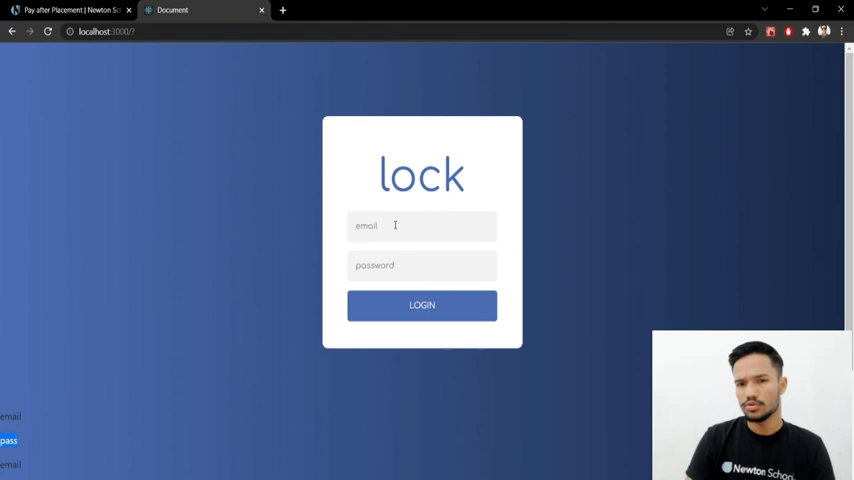 Pay after Placement | Newton Sc
Document
localhost:3000/?
lock
email
password
LOGIN
email
pass
email
Newton School